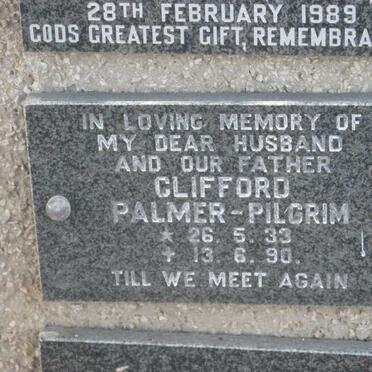 28TH FEBRUARY 1989
GODS GREATEST GIFT, REMEMBRA
IN LOVING MEMORY OF
MY DEAR HUSBAND
AND OUR FATHER
CLIFFORD
PALMER-PILGRIM
* 26. 5. 33
+ 13. 6. 90.
TILL WE MEET AGAIN